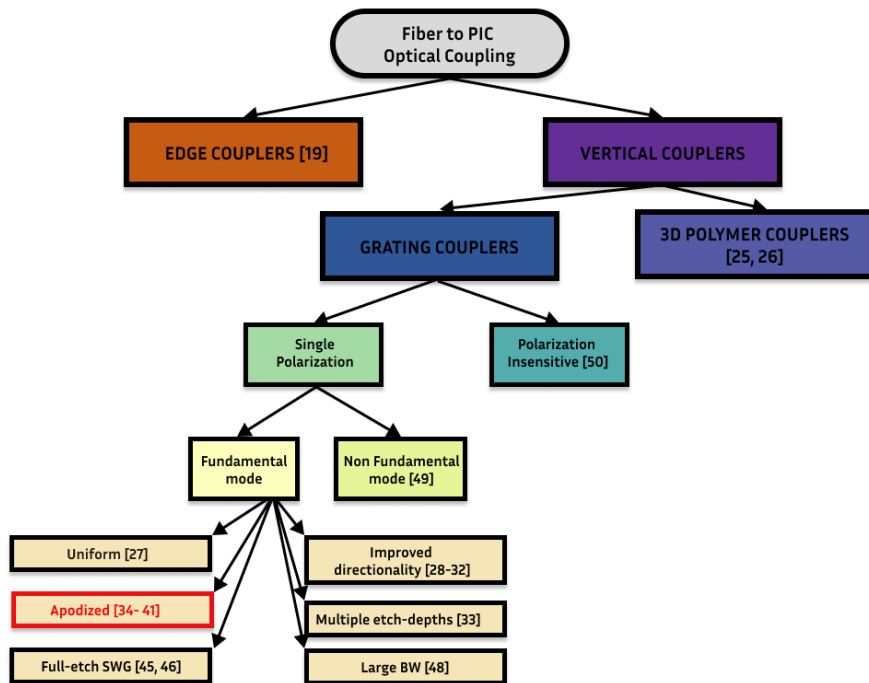 Fiber to PIC
Optical Coupling
EDGE COUPLERS [19]
VERTICAL COUPLERS
GRATING COUPLERS
3D POLYMER COUPLERS
[25, 26]
Single
Polarization
Polarization
Insensitive [50]
Fundamental
mode
Non Fundamental
mode [49]
Uniform [27]
Improved
directionality [28-32]
Apodized [34- 41]
Multiple etch-depths [33]
Full-etch SWG [45, 46]
Large BW [48]